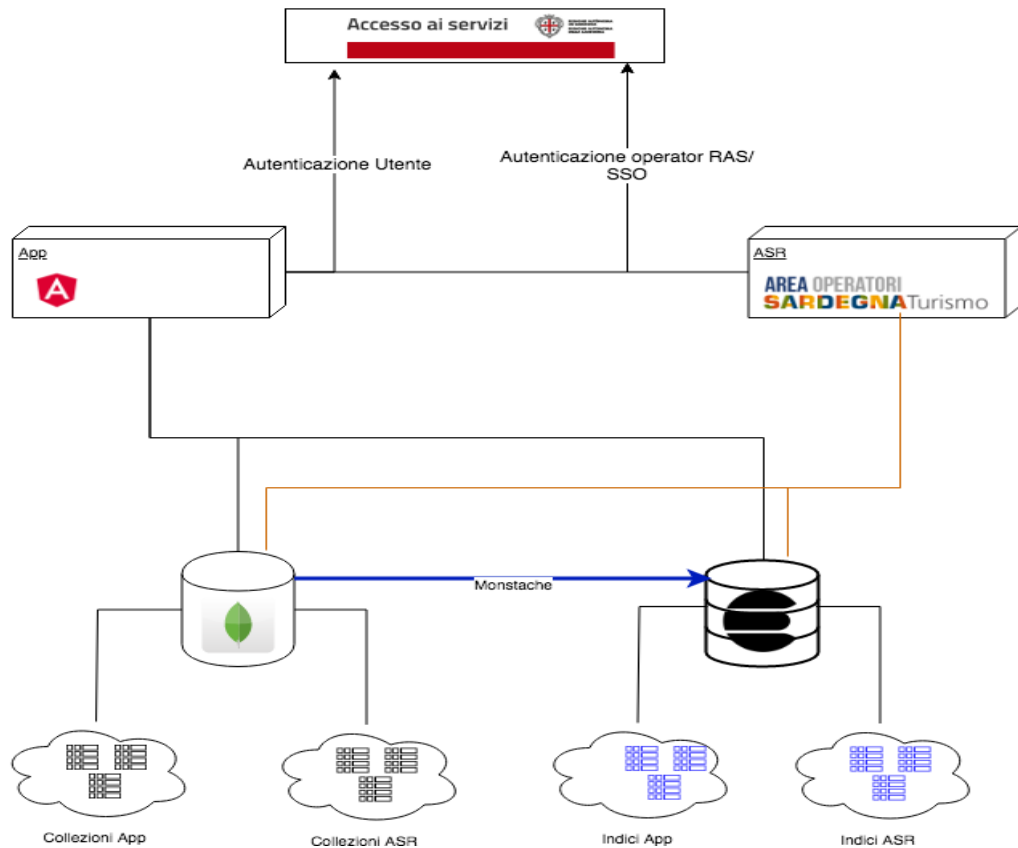 Accesso ai servizi
Autenticazione Utente
Autenticazione operator RAS/
SSO
App
ASR
AREA OPERATORI
SARDEGNATurismo
Monstache
Collezioni App
Collezioni ASR
Indici App
Indici ASR